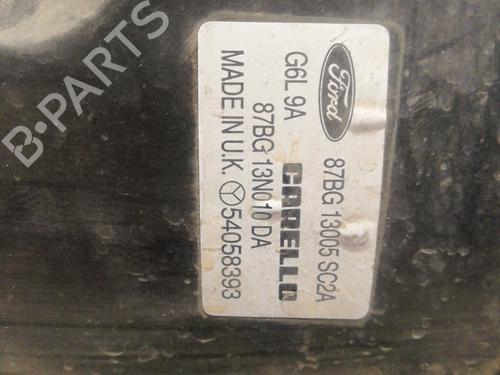 Ford 87BG 13005 SC2A
G6L 9A CARELLO
87BG 13N010 DA
MADE IN U.K. 54058393
B-PARTS